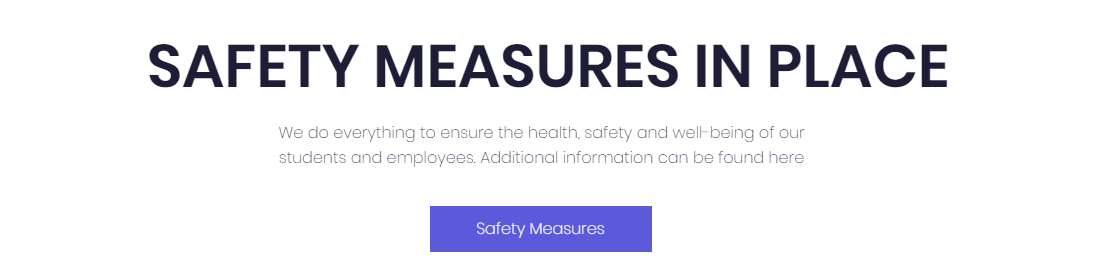 SAFETY MEASURES IN PLACE
We do everything to ensure the health, safety and well-being of our
students and employees. Additional information can be found here
Safety Measures